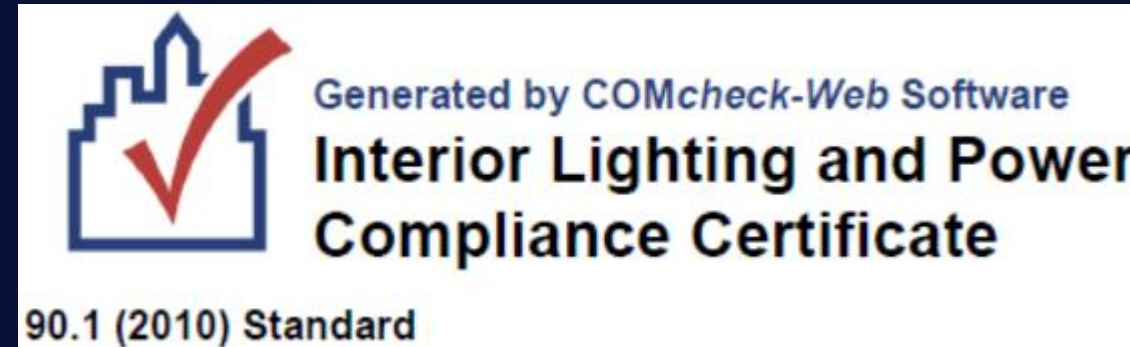 Generated by COMcheck-Web Software
Interior Lighting and Power
Compliance Certificate
90.1 (2010) Standard